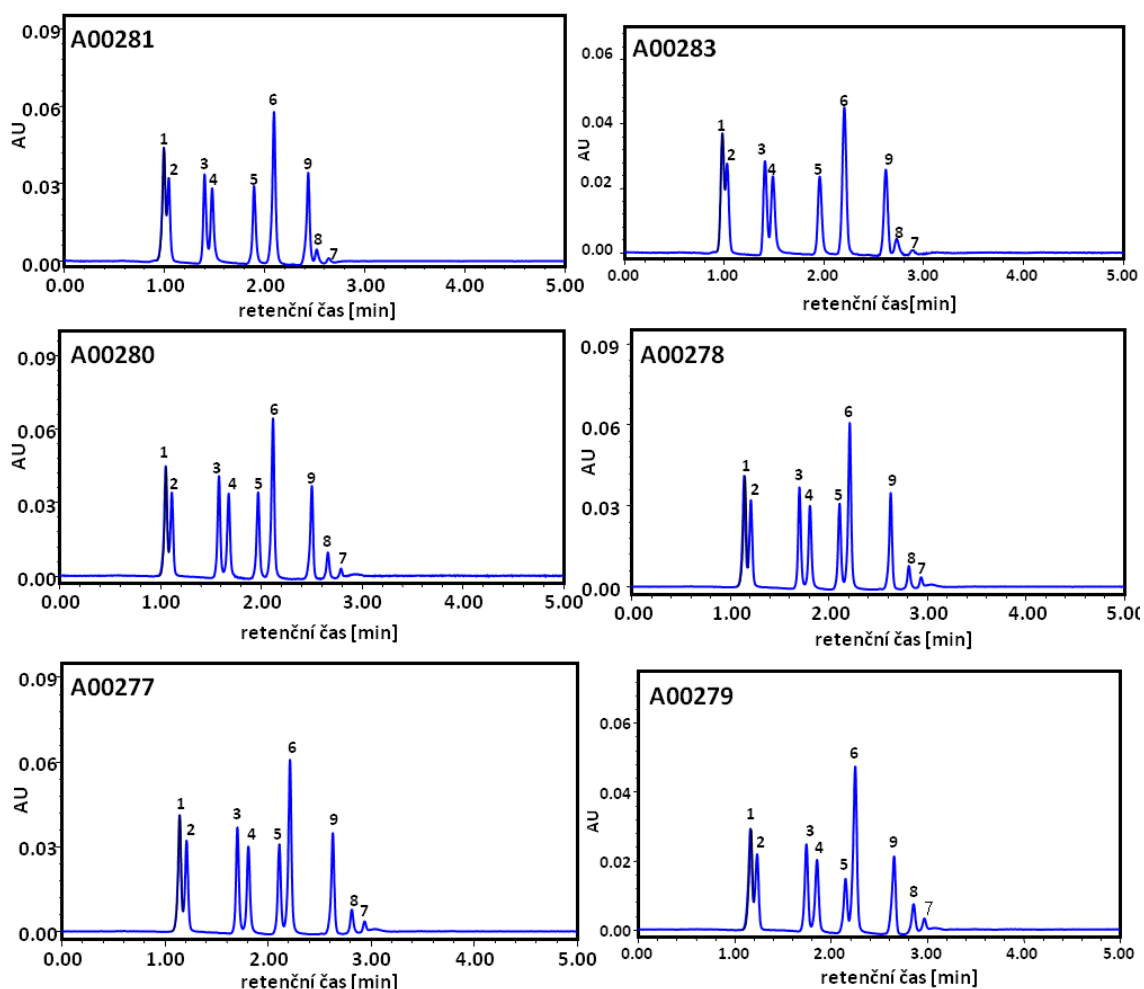 A00281
0.09
0.06
0.03
0.00
AU
1 2 3 4 5 6 9 8 7
0.00 1.00 2.00 3.00 4.00 5.00
retenční čas [min]
A00283
0.06
0.04
0.02
0.00
AU
1 2 3 4 5 6 9 8 7
0.00 1.00 2.00 3.00 4.00 5.00
retenční čas[min]
A00280
0.09
0.06
0.03
0.00
AU
1 2 3 4 5 6 9 8 7
0.00 1.00 2.00 3.00 4.00 5.00
retenční čas [min]
A00278
0.09
0.06
0.03
0.00
AU
1 2 3 4 5 6 9 8 7
0.00 1.00 2.00 3.00 4.00 5.00
retenční čas [min]
A00277
0.09
0.06
0.03
0.00
AU
1 2 3 4 5 6 9 8 7
0.00 1.00 2.00 3.00 4.00 5.00
retenční čas [min]
A00279
0.06
0.04
0.02
0.00
AU
1 2 3 4 5 6 9 8 7
0.00 1.00 2.00 3.00 4.00 5.00
retenční čas [min]